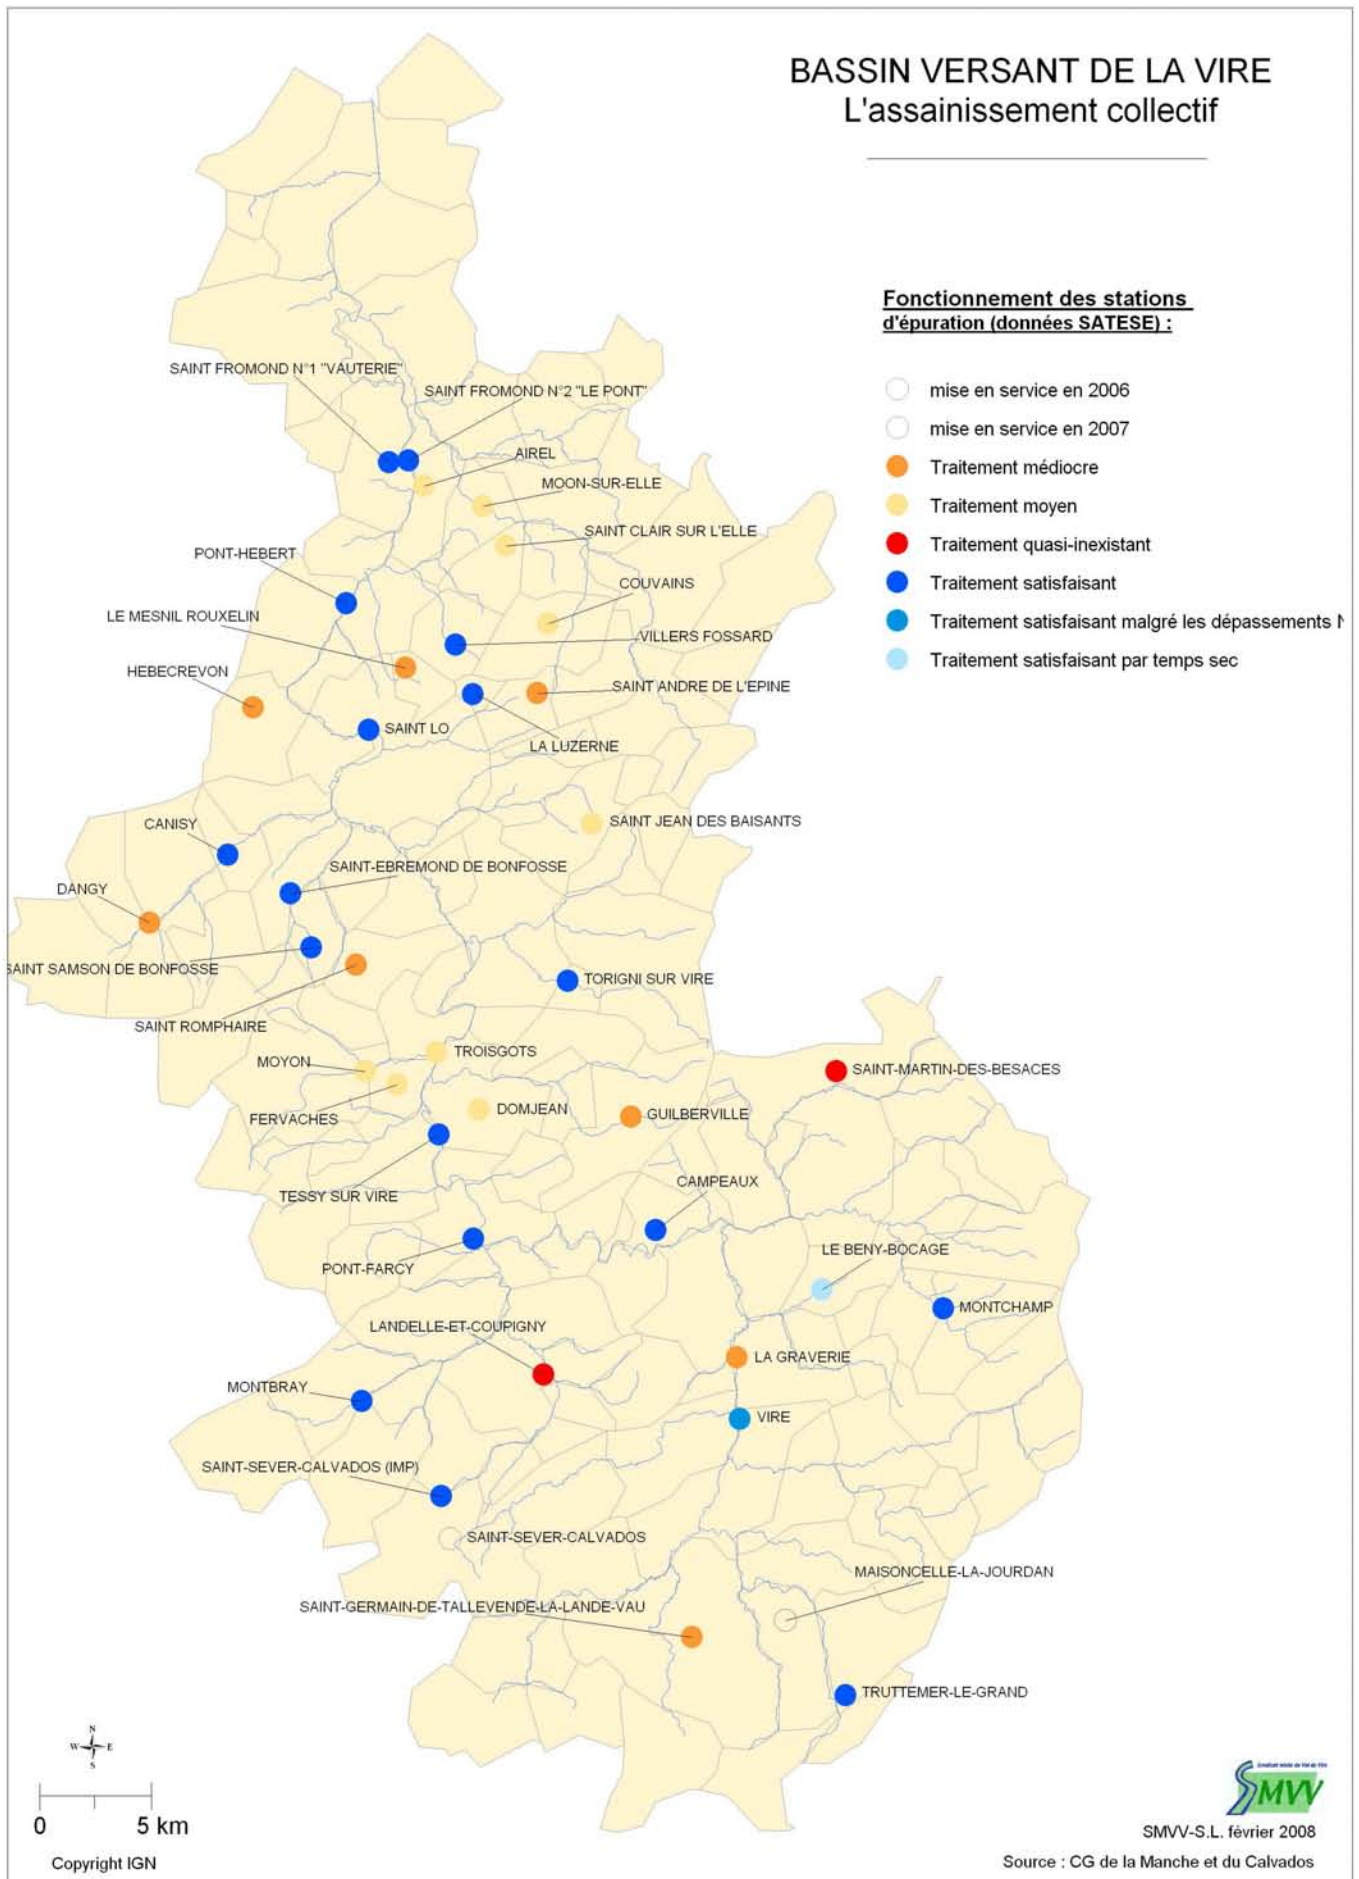 BASSIN VERSANT DE LA VIRE
L'assainissement collectif
Fonctionnement des stations
d'épuration (données SATESE) :
mise en service en 2006
mise en service en 2007
Traitement médiocre
Traitement moyen
Traitement quasi-inexistant
Traitement satisfaisant
Traitement satisfaisant malgré les dépassements
Traitement satisfaisant par temps sec
SAINT FROMOND N°1 "VAUTERIE"
SAINT FROMOND N°2 "LE PONT"
AIREL
MOON-SUR-ELLE
SAINT CLAIR SUR L'ELLE
PONT-HEBERT
COUVAINS
LE MESNIL ROUXELIN
VILLERS FOSSARD
HEBECREVON
SAINT ANDRE DE L'EPINE
SAINT LO
LA LUZERNE
SAINT JEAN DES BAISANTS
CANISY
SAINT-EBREMOND DE BONFOSSE
DANGY
SAINT SAMSON DE BONFOSSE
TORIGNI SUR VIRE
SAINT ROMPHAIRE
TROISGOTS
MOYON
SAINT-MARTIN-DES-BESACES
DOMJEAN
GUILBERVILLE
FERVACHES
CAMPEAUX
TESSY SUR VIRE
LE BENY-BOCAGE
PONT-FARCY
MONTCHAMP
LANDELLE-ET-COUPIGNY
LA GRAVERIE
MONTBRAY
VIRE
SAINT-SEVER-CALVADOS (IMP)
SAINT-SEVER-CALVADOS
MAISONCELLE-LA-JOURDAN
SAINT-GERMAIN-DE-TALLEVENDE-LA-LANDE-VAU
TRUTTEMER-LE-GRAND
N
W E
S
0 5 km
Copyright IGN
SMVV
SMVV-S.L. février 2008
Source : CG de la Manche et du Calvados